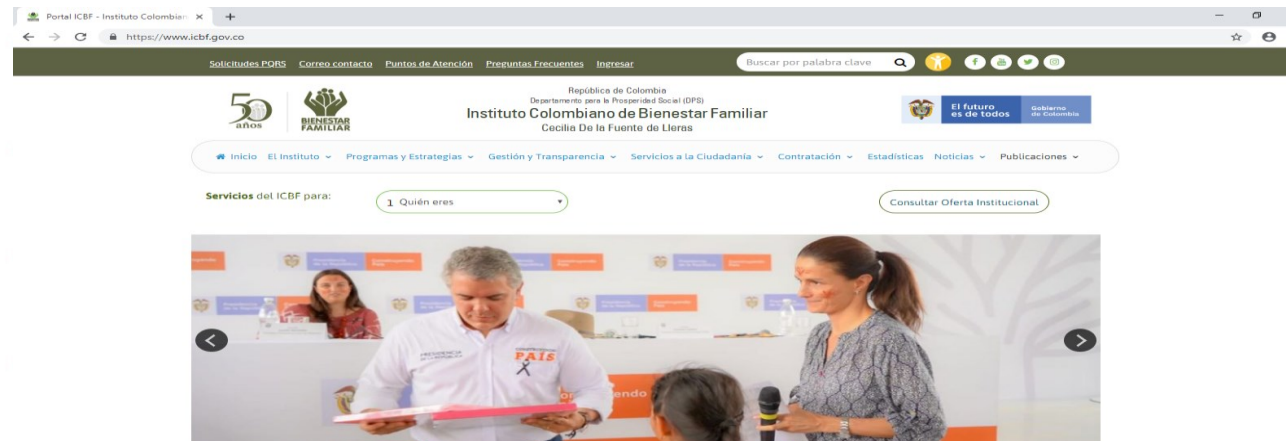 Portal ICBF - Instituto Colombian
https://www.icbf.gov.co
Solicitudes PQRS Correo contacto Puntos de Atención Preguntas Frecuentes Ingresar Buscar por palabra clave
50 años
BIENESTAR FAMILIAR
República de Colombia
Departamento para la Prosperidad Social (DPS)
Instituto Colombiano de Bienestar Familiar
Cecilia De la Fuente de Lleras
El futuro es de todos
Gobierno de Colombia
Inicio El Instituto Programas y Estrategias Gestión y Transparencia Servicios a la Ciudadanía Contratación Estadísticas Noticias Publicaciones
Servicios del ICBF para: 1 Quién eres Consultar Oferta Institucional
PAÍS